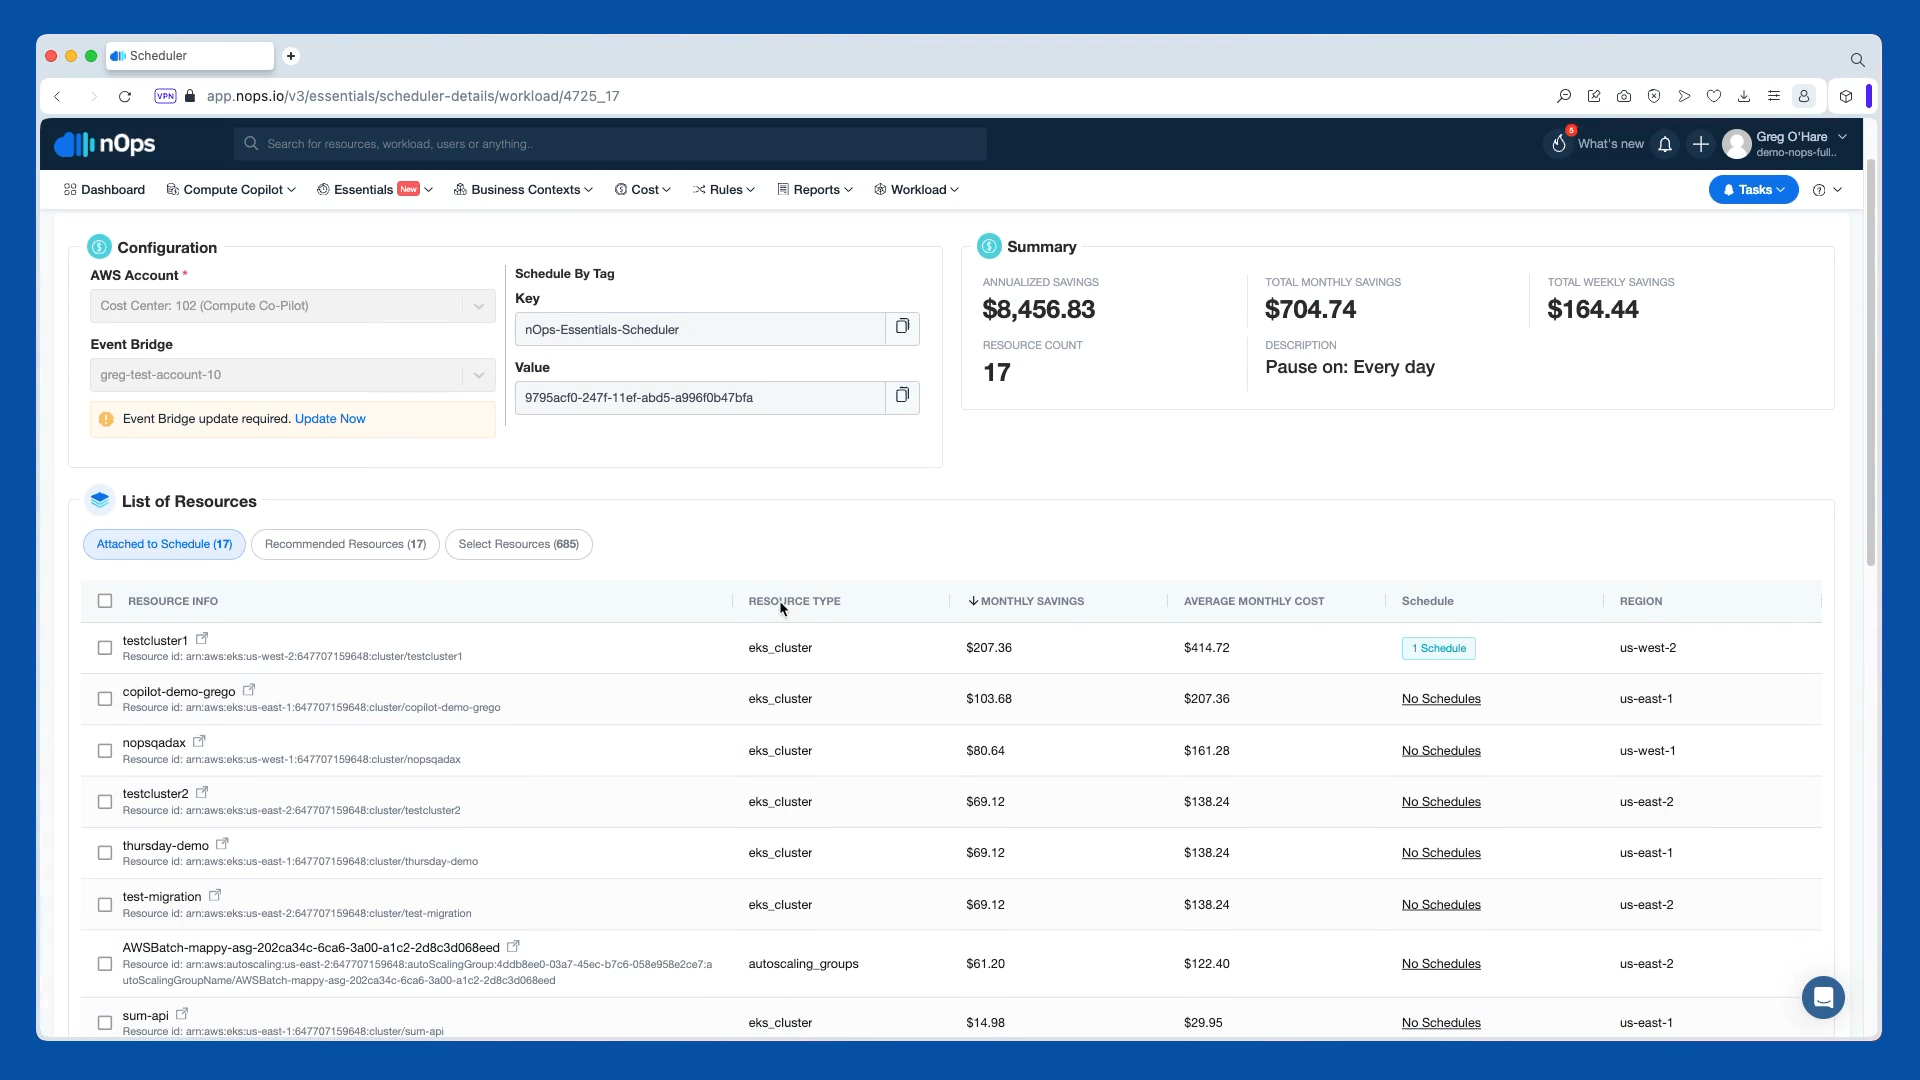 Scheduler
VPN
app.nops.io/v3/essentials/scheduler-details/workload/4725_17
nOps
Search for resources, workload, users or anything..
6
What's new
Greg O'Hare
demo-nops-full..
Dashboard
Compute Copilot
Essentials New
Business Contexts
Cost
Rules
Reports
Workload
Tasks
Configuration
AWS Account *
Cost Center: 102 (Compute Co-Pilot)
Event Bridge
greg-test-account-10
Event Bridge update required. Update Now
Schedule By Tag
Key
nOps-Essentials-Scheduler
Value
9795acf0-247f-11ef-abd5-a996f0b47bfa
Summary
ANNUALIZED SAVINGS
$8,456.83
TOTAL MONTHLY SAVINGS
$704.74
TOTAL WEEKLY SAVINGS
$164.44
RESOURCE COUNT
17
DESCRIPTION
Pause on: Every day
List of Resources
Attached to Schedule (17)
Recommended Resources (17)
Select Resources (685)
RESOURCE INFO RESOURCE TYPE MONTHLY SAVINGS AVERAGE MONTHLY COST Schedule REGION
testcluster1
Resource id: arn:aws:eks:us-west-2:647707159648:cluster/testcluster1
eks_cluster $207.36 $414.72 1 Schedule us-west-2
copilot-demo-grego
Resource id: arn:aws:eks:us-east-1:647707159648:cluster/copilot-demo-grego
eks_cluster $103.68 $207.36 No Schedules us-east-1
nopsqadax
Resource id: arn:aws:eks:us-west-1:647707159648:cluster/nopsqadax
eks_cluster $80.64 $161.28 No Schedules us-west-1
testcluster2
Resource id: arn:aws:eks:us-east-2:647707159648:cluster/testcluster2
eks_cluster $69.12 $138.24 No Schedules us-east-2
thursday-demo
Resource id: arn:aws:eks:us-east-1:647707159648:cluster/thursday-demo
eks_cluster $69.12 $138.24 No Schedules us-east-1
test-migration
Resource id: arn:aws:eks:us-east-2:647707159648:cluster/test-migration
eks_cluster $69.12 $138.24 No Schedules us-east-2
AWSBatch-mappy-asg-202ca34c-6ca6-3a00-a1c2-2d8c3d068eed
Resource id: arn:aws:autoscaling:us-east-2:647707159648:autoScalingGroup:4ddb8ee0-03a7-45ec-b7c6-058e958e2ce7:a
utoScalingGroupName/AWSBatch-mappy-asg-202ca34c-6ca6-3a00-a1c2-2d8c3d068eed
autoscaling_groups $61.20 $122.40 No Schedules us-east-2
sum-api
Resource id: arn:aws:eks:us-east-1:647707159648:cluster/sum-api
eks_cluster $14.98 $29.95 No Schedules us-east-1